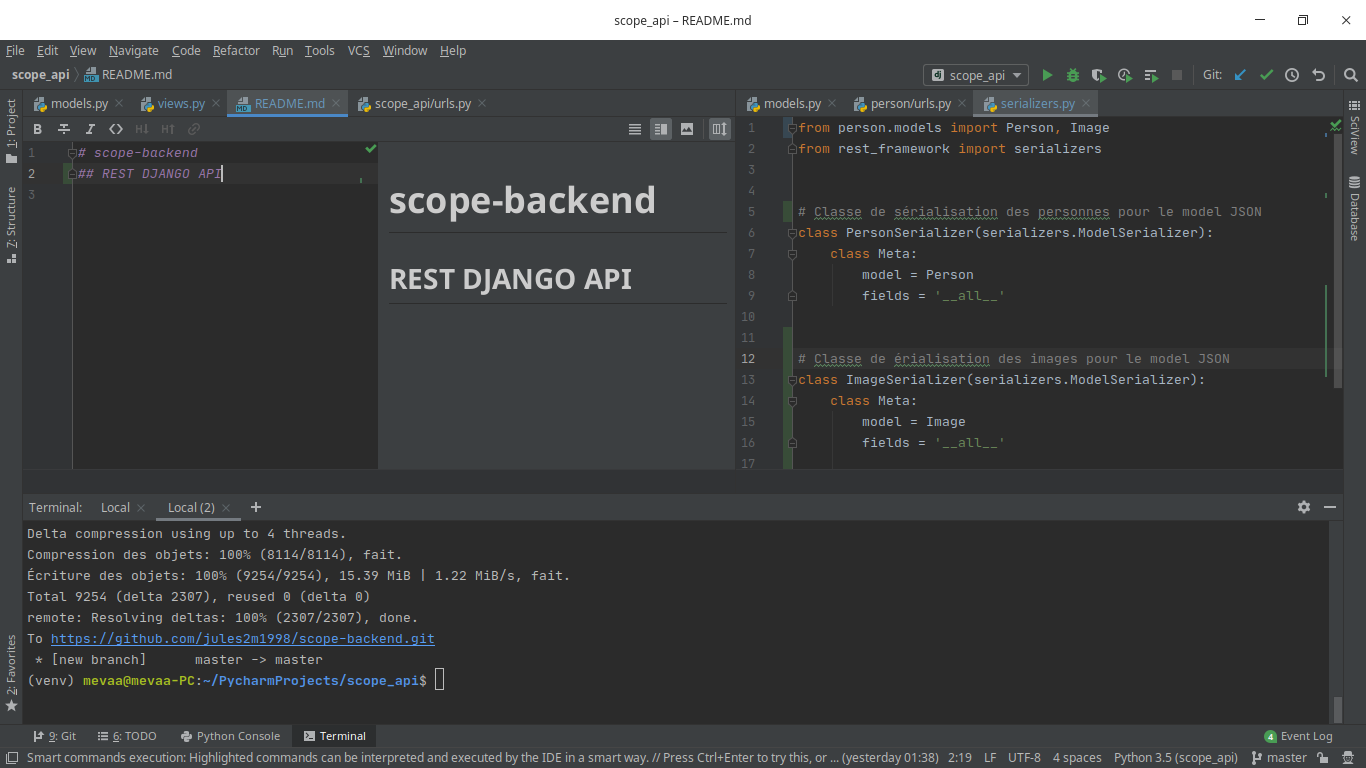 scope_api – README.md
File Edit View Navigate Code Refactor Run Tools VCS Window Help
scope_api README.md
scope_api
Git:
models.py
views.py
README.md
scope_api/urls.py
models.py
person/urls.py
serializers.py
1: Project
7: Structure
2: Favorites
B I H↓ H↑
1 # scope-backend
2 ## REST DJANGO API
3
scope-backend
REST DJANGO API
1 from person.models import Person, Image
2 from rest_framework import serializers
3
4
5 # Classe de sérialisation des personnes pour le model JSON
6 class PersonSerializer(serializers.ModelSerializer):
7 class Meta:
8 model = Person
9 fields = '__all__'
10
11
12 # Classe de érialisation des images pour le model JSON
13 class ImageSerializer(serializers.ModelSerializer):
14 class Meta:
15 model = Image
16 fields = '__all__'
17
SciView
Database
Terminal: Local Local (2) +
Delta compression using up to 4 threads.
Compression des objets: 100% (8114/8114), fait.
Écriture des objets: 100% (9254/9254), 15.39 MiB | 1.22 MiB/s, fait.
Total 9254 (delta 2307), reused 0 (delta 0)
remote: Resolving deltas: 100% (2307/2307), done.
To https://github.com/jules2m1998/scope-backend.git
* [new branch] master -> master
(venv) mevaa@mevaa-PC:~/PycharmProjects/scope_api$
9: Git 6: TODO Python Console Terminal 4 Event Log
Smart commands execution: Highlighted commands can be interpreted and executed by the IDE in a smart way. // Press Ctrl+Enter to try this, or ... (yesterday 01:38) 2:19 LF UTF-8 4 spaces Python 3.5 (scope_api) master